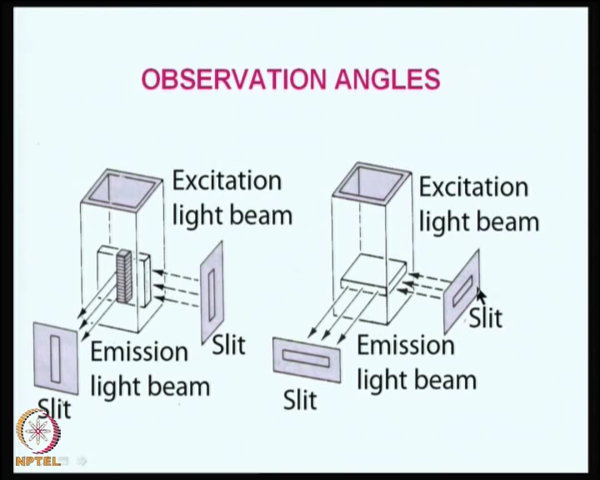 OBSERVATION ANGLES
Excitation
light beam
Slit
Emission
light beam
Slit
Excitation
light beam
Slit
Emission
light beam
Slit
NPTEL